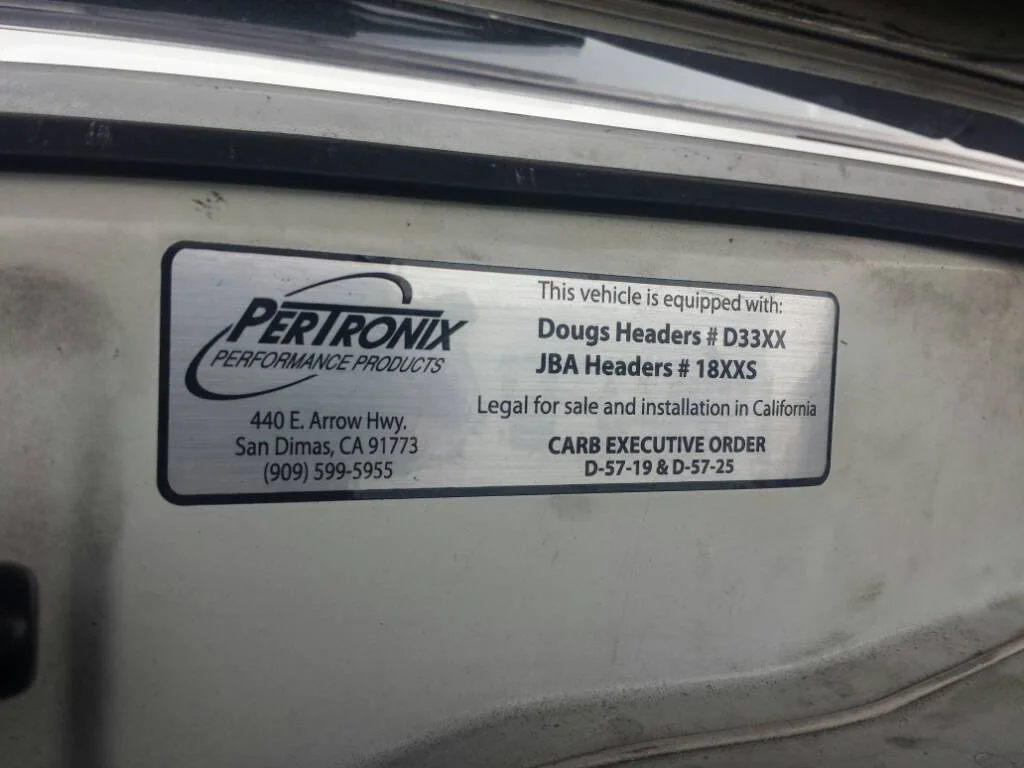 PERTRONIX
PERFORMANCE PRODUCTS
440 E. Arrow Hwy.
San Dimas, CA 91773
(909) 599-5955
This vehicle is equipped with:
Dougs Headers # D33XX
JBA Headers # 18XXS
Legal for sale and installation in California
CARB EXECUTIVE ORDER
D-57-19 & D-57-25